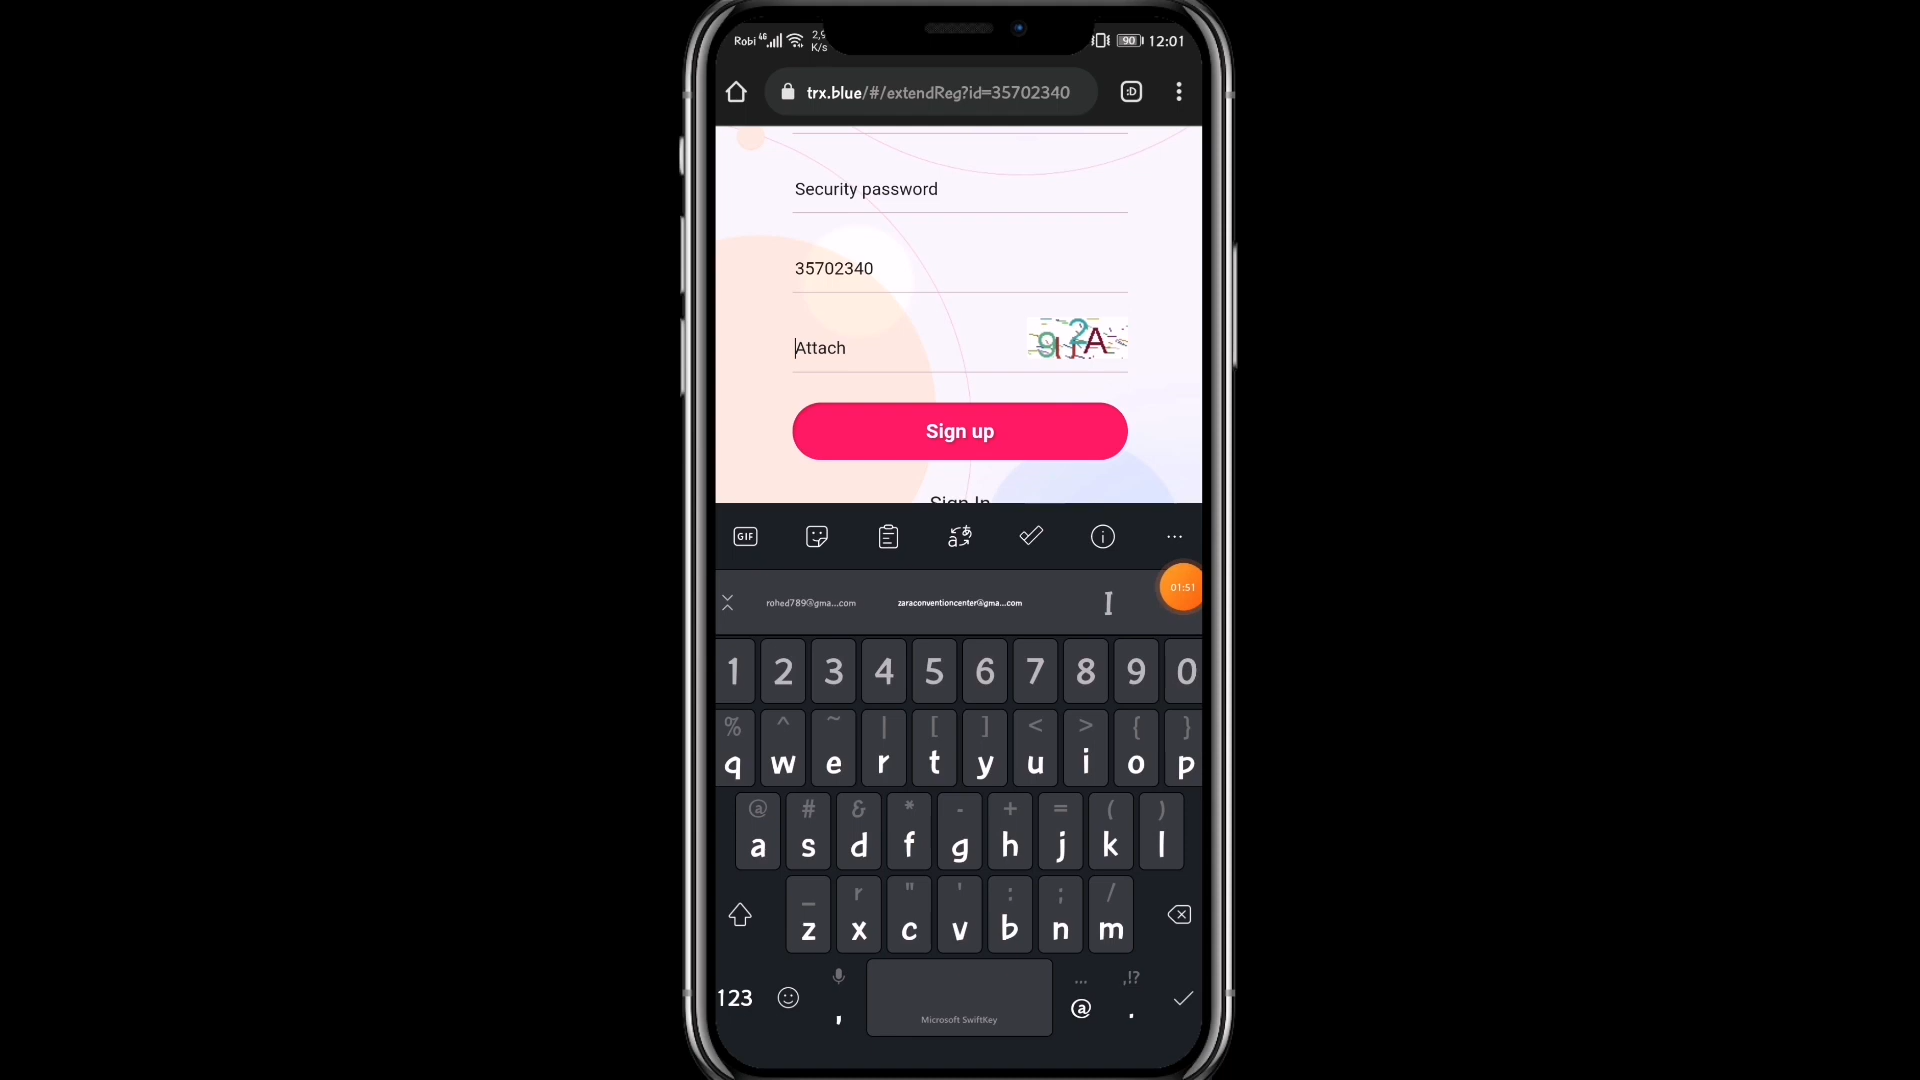 Robi 4G 2,9 K/s 90 12:01
trx.blue/#/extendReg?id=35702340 :D
Security password
35702340
Attach
Sign up
Sign In
GIF
01:51
rohed789@gma...com zaraconventioncenter@gma...com I
1 2 3 4 5 6 7 8 9 0
% ^ ~ | [ ] < > { }
q w e r t y u i o p
@ # & * - + = ( )
a s d f g h j k l
_ r " ' : ; /
z x c v b n m
... ,!?
123 , @ .
Microsoft SwiftKey